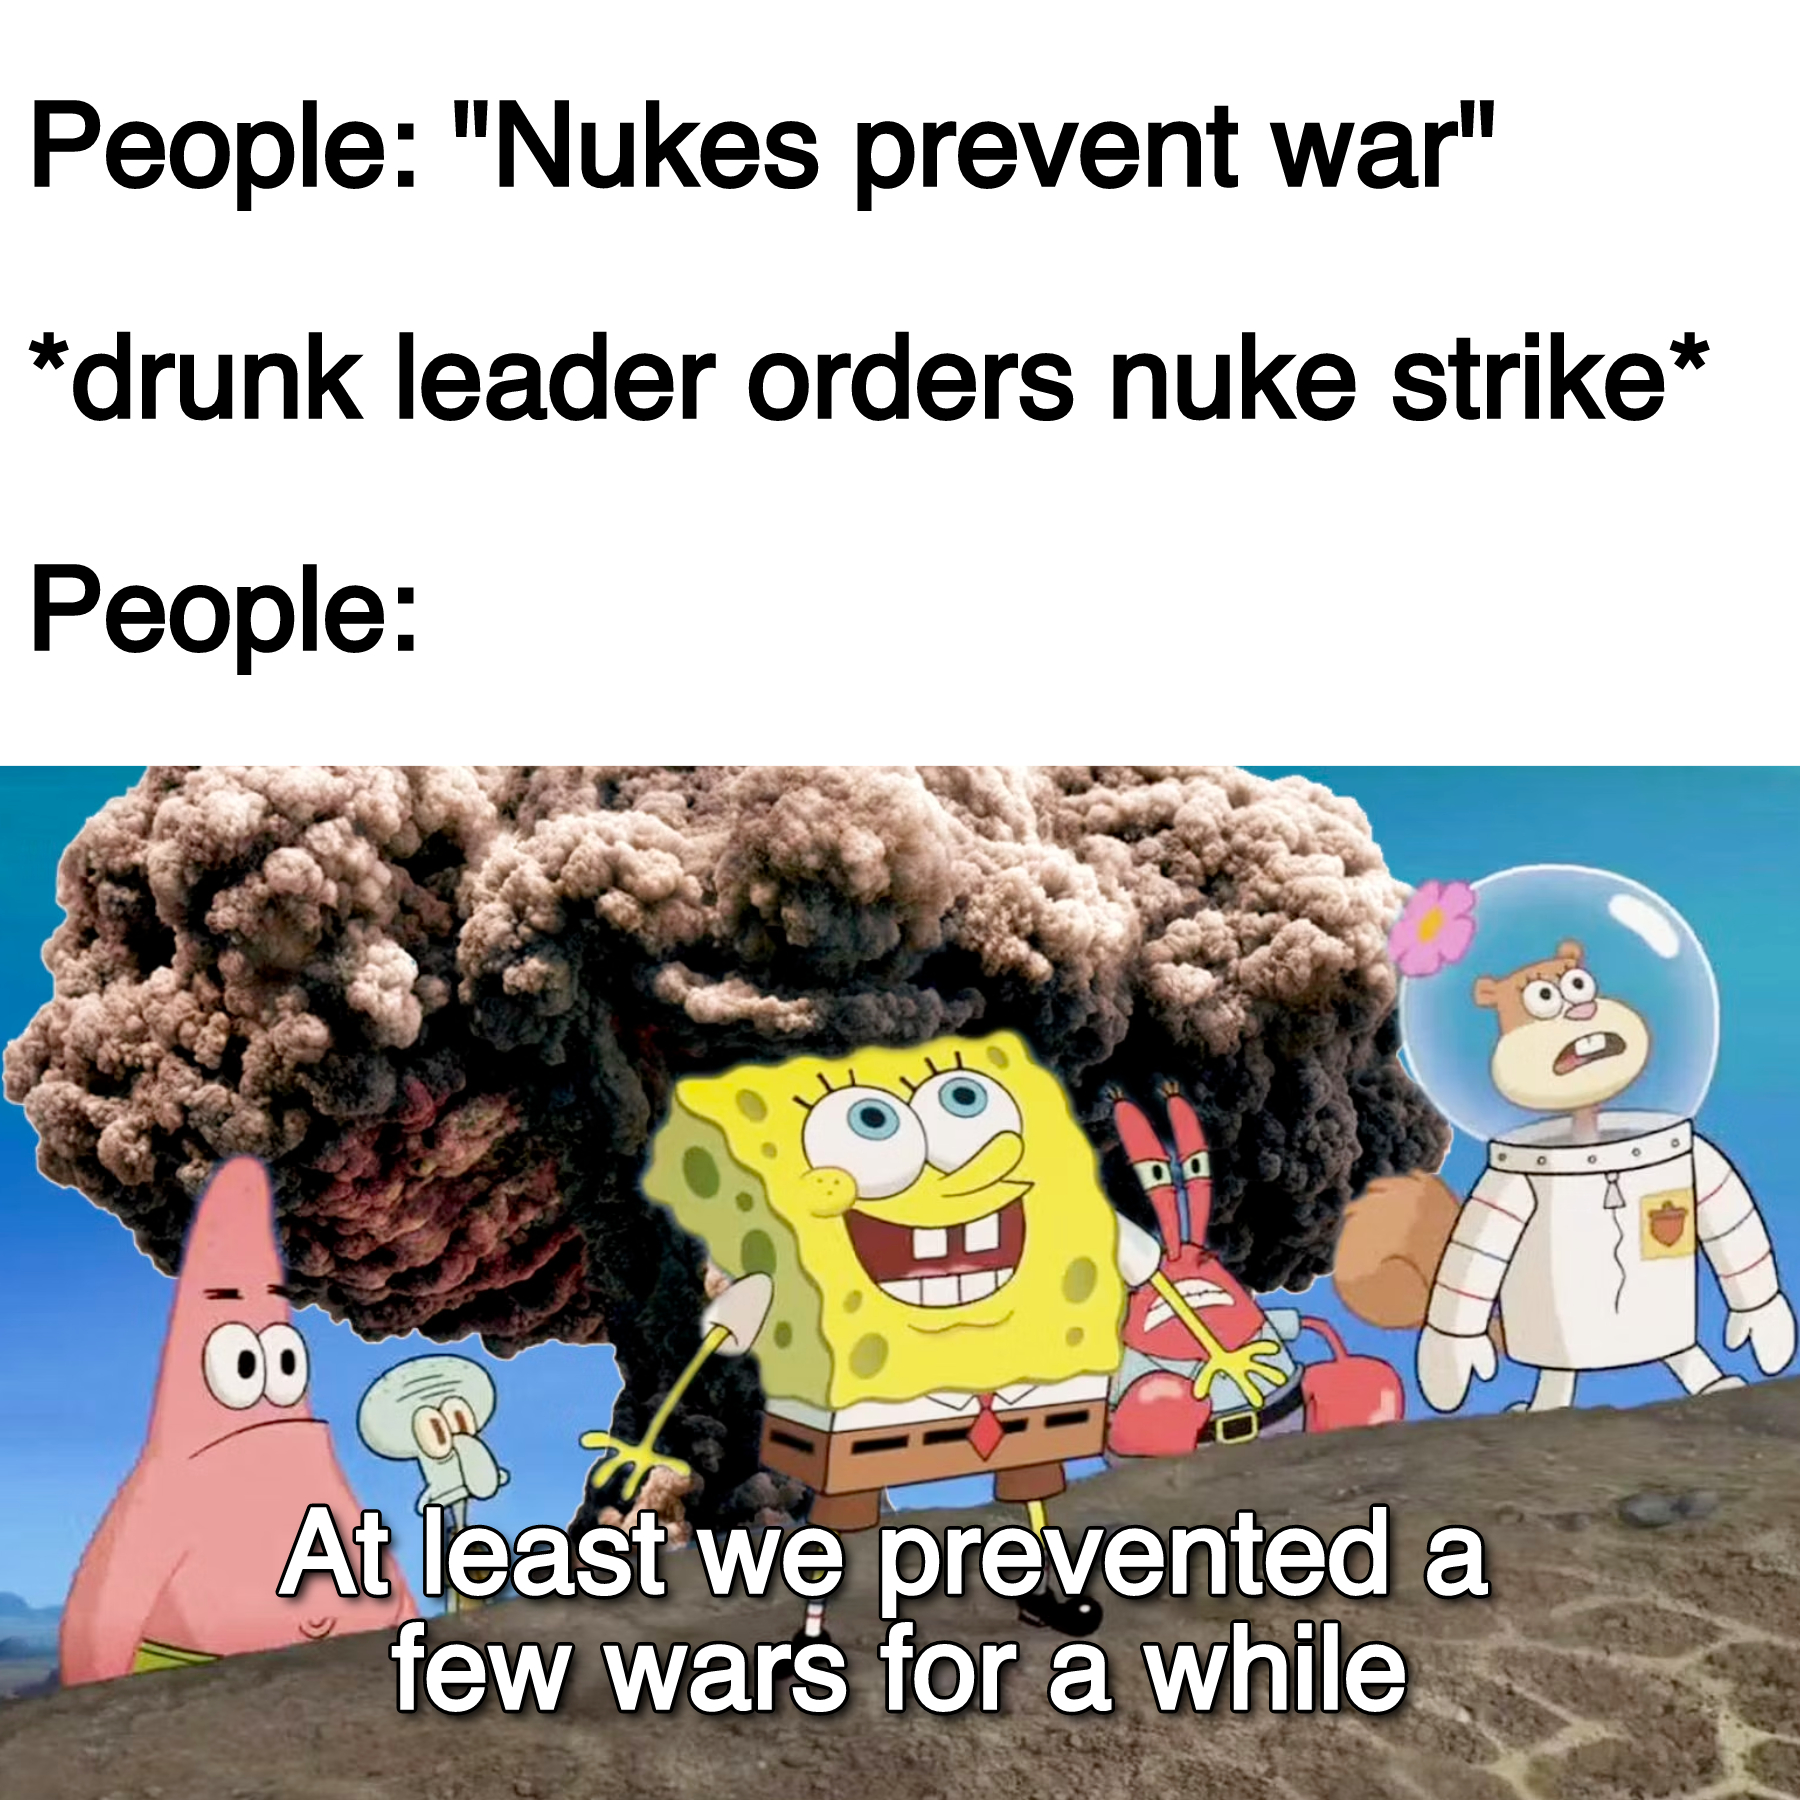 People: "Nukes prevent war"
*drunk leader orders nuke strike*
People:
At least we prevented a
few wars for a while